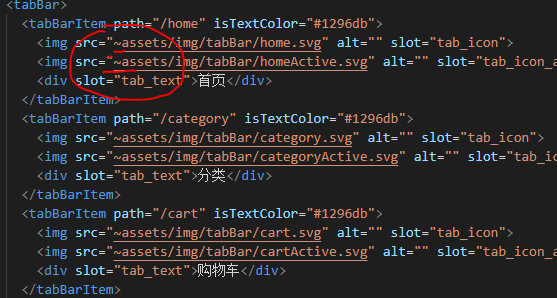 <tabBar>
<tabBarItem path="/home" isTextColor="#1296db">
<img src="~assets/img/tabBar/home.svg" alt="" slot="tab_icon">
<img src="~assets/img/tabBar/homeActive.svg" alt="" slot="tab_icon_a
<div slot="tab_text">首页</div>
</tabBarItem>
<tabBarItem path="/category" isTextColor="#1296db">
<img src="~assets/img/tabBar/category.svg" alt="" slot="tab_icon">
<img src="~assets/img/tabBar/categoryActive.svg" alt="" slot="tab_ico
<div slot="tab_text">分类</div>
</tabBarItem>
<tabBarItem path="/cart" isTextColor="#1296db">
<img src="~assets/img/tabBar/cart.svg" alt="" slot="tab_icon">
<img src="~assets/img/tabBar/cartActive.svg" alt="" slot="tab_icon_a
<div slot="tab_text">购物车</div>
</tabBarItem>